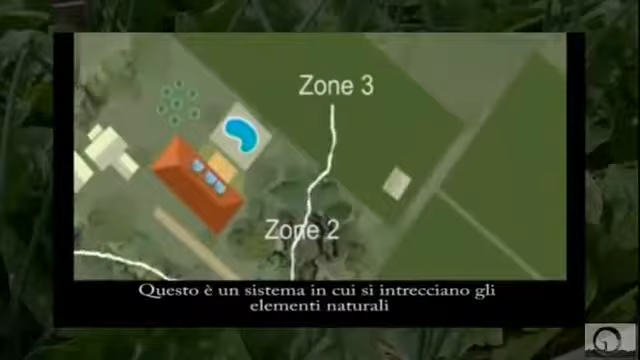 Zone 3
Zone 2
Questo è un sistema in cui si intrecciano gli
elementi naturali